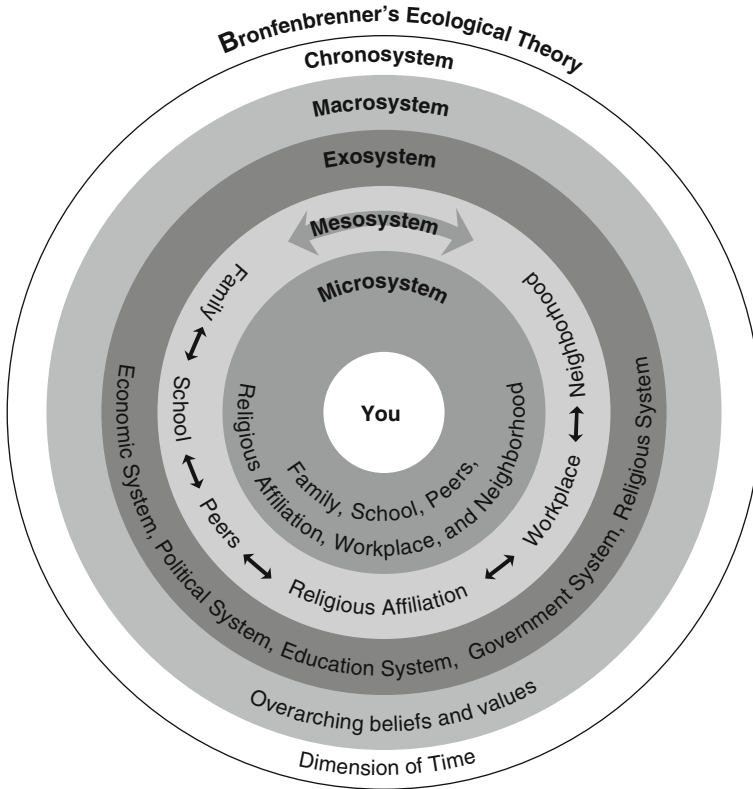 Bronfenbrenner's Ecological Theory
Chronosystem
Macrosystem
Exosystem
Mesosystem
Microsystem
You
Family, School, Peers,
Religious Affiliation, Workplace, and Neighborhood
Family
School
Peers
Religious Affiliation
Workplace
Neighborhood
Economic System, Political System, Education System, Government System, Religious System
Overarching beliefs and values
Dimension of Time